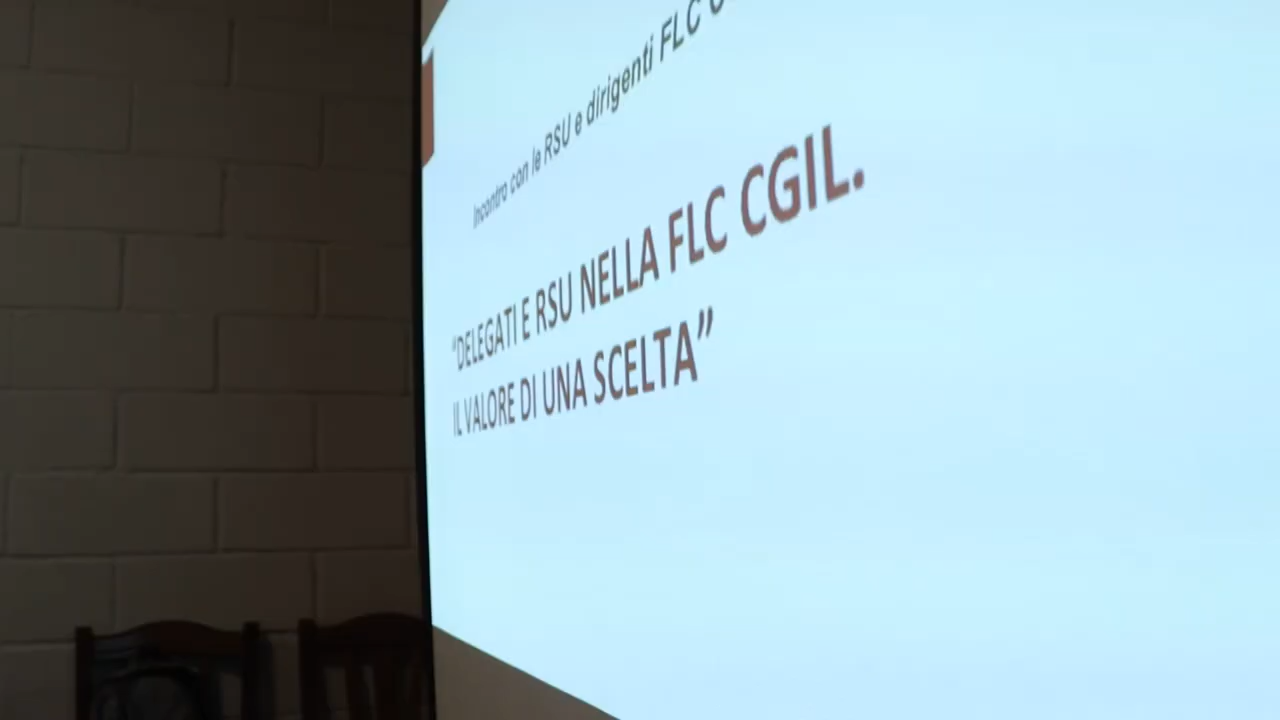 Incontro con le RSU e dirigenti FLC
"DELEGATI E RSU NELLA FLC CGIL.
IL VALORE DI UNA SCELTA"